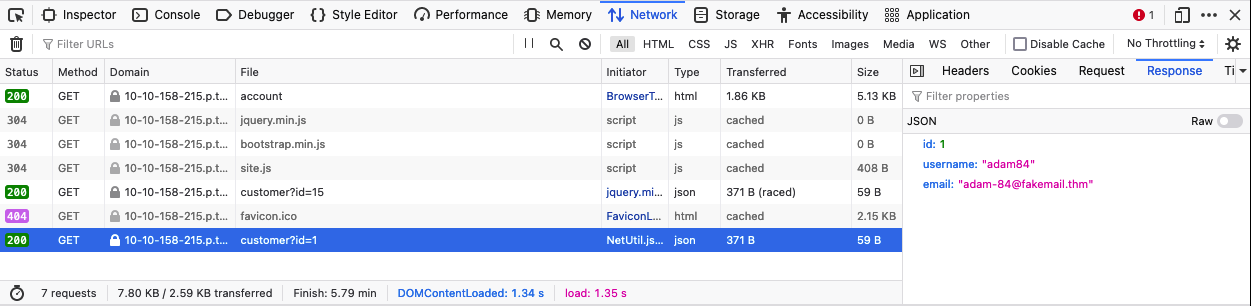 Inspector Console Debugger Style Editor Performance Memory Network Storage Accessibility Application 1
Filter URLs All HTML CSS JS XHR Fonts Images Media WS Other Disable Cache No Throttling
Status Method Domain File Initiator Type Transferred Size
200 GET 10-10-158-215.p.t... account BrowserT... html 1.86 KB 5.13 KB
304 GET 10-10-158-215.p.t... jquery.min.js script js cached 0 B
304 GET 10-10-158-215.p.t... bootstrap.min.js script js cached 0 B
304 GET 10-10-158-215.p.t... site.js script js cached 408 B
200 GET 10-10-158-215.p.t... customer?id=15 jquery.mi... json 371 B (raced) 59 B
404 GET 10-10-158-215.p.t... favicon.ico FaviconL... html cached 2.15 KB
200 GET 10-10-158-215.p.t... customer?id=1 NetUtil.js... json 371 B 59 B
7 requests 7.80 KB / 2.59 KB transferred Finish: 5.79 min DOMContentLoaded: 1.34 s load: 1.35 s
Headers Cookies Request Response Ti
Filter properties
JSON Raw
id: 1
username: "adam84"
email: "adam-84@fakemail.thm"